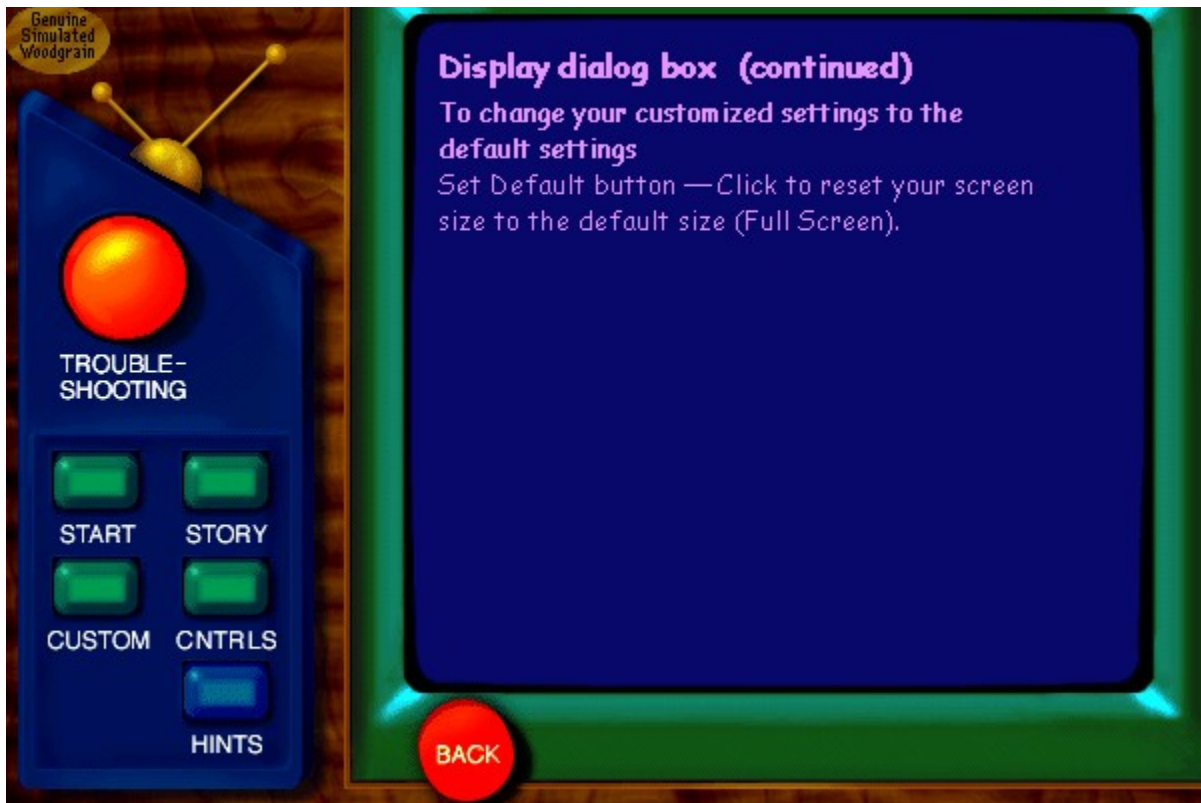 Genuine
Simulated
Woodgrain
TROUBLE-
SHOOTING
START STORY
CUSTOM CNTRLS
HINTS
Display dialog box (continued)
To change your customized settings to the
default settings
Set Default button — Click to reset your screen
size to the default size (Full Screen).
BACK